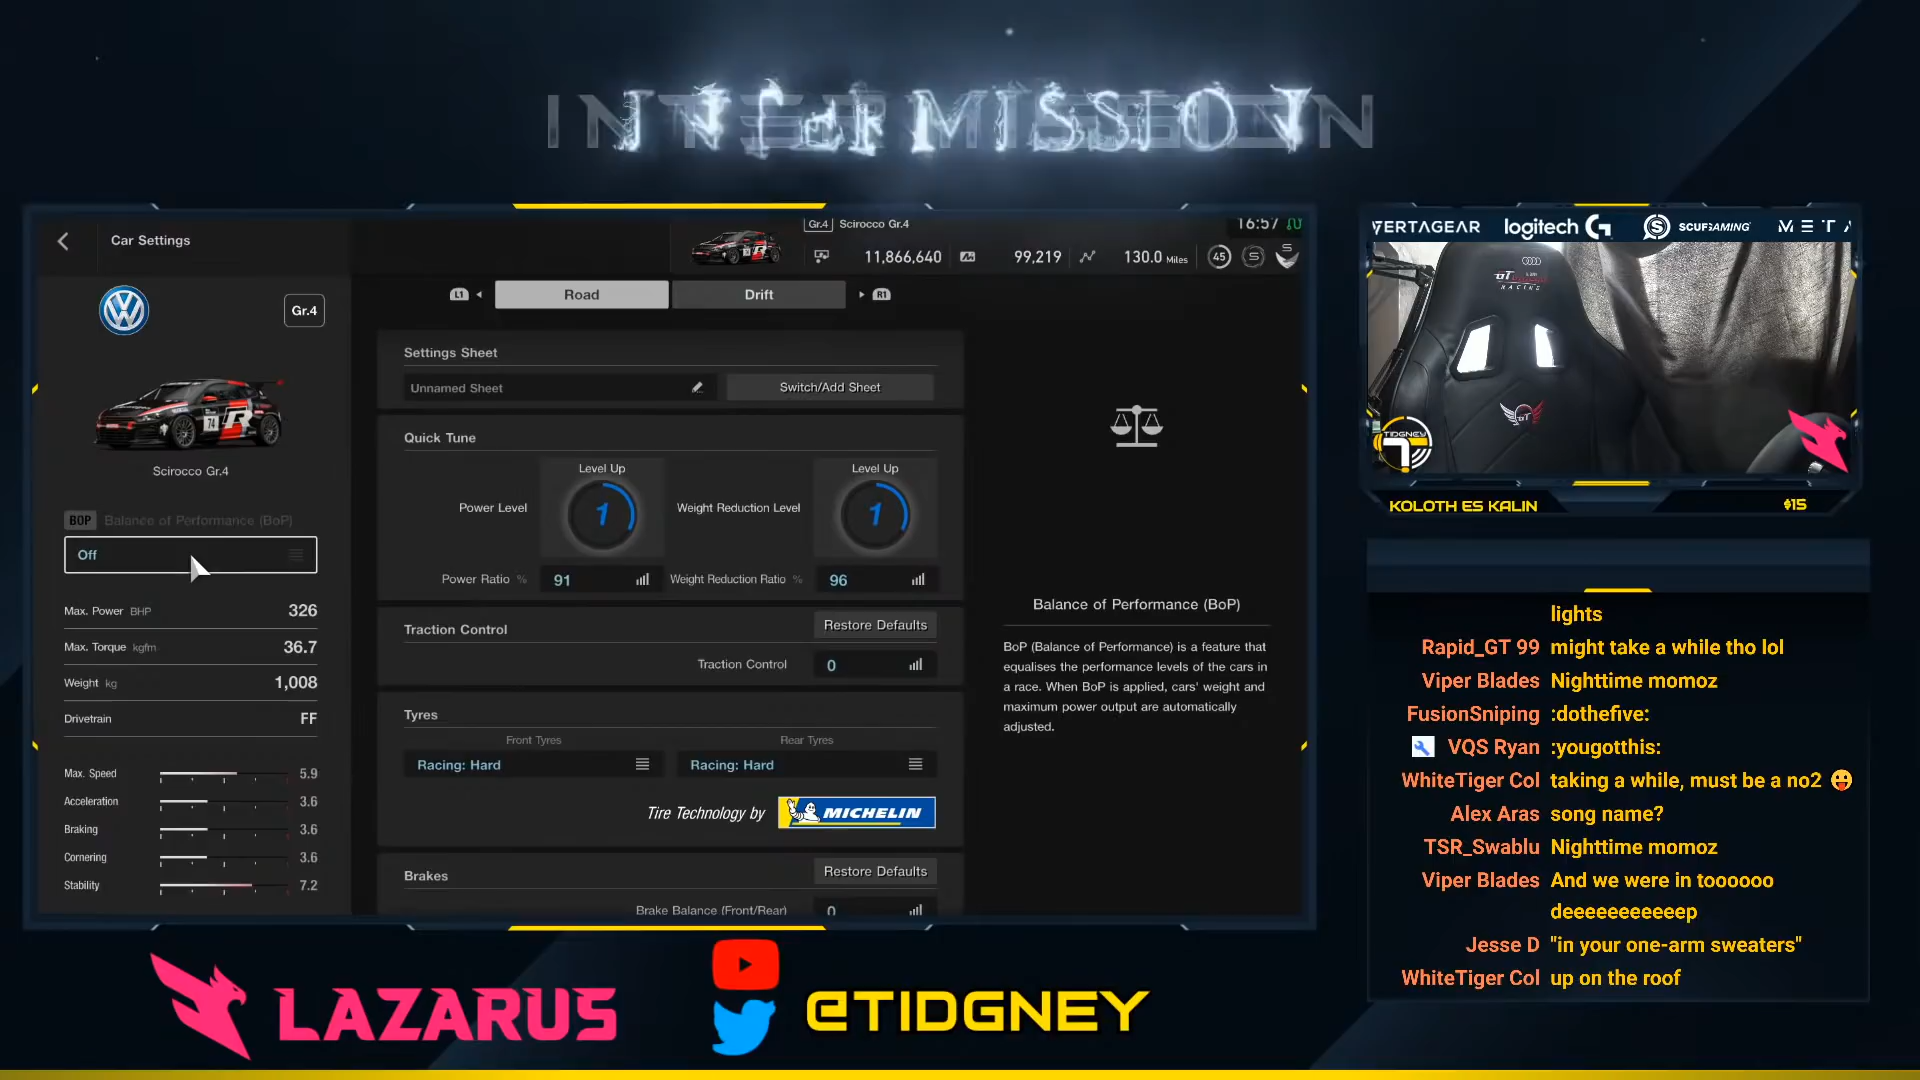 INTERMISSION
Car Settings
Gr.4 Scirocco Gr.4
16:57
11,866,640
99,219
130.0 Miles
45
S
Gr.4
Scirocco Gr.4
BOP Balance of Performance (BoP)
Off
Max. Power BHP 326
Max. Torque kgfm 36.7
Weight kg 1,008
Drivetrain FF
Max. Speed 5.9
Acceleration 3.6
Braking 3.6
Cornering 3.6
Stability 7.2
L1 Road Drift R1
Settings Sheet
Unnamed Sheet Switch/Add Sheet
Quick Tune
Level Up Level Up
Power Level 1 Weight Reduction Level 1
Power Ratio % 91 Weight Reduction Ratio % 96
Traction Control Restore Defaults
Traction Control 0
Tyres
Front Tyres Rear Tyres
Racing: Hard Racing: Hard
Tire Technology by MICHELIN
Brakes Restore Defaults
Brake Balance (Front/Rear) 0
Balance of Performance (BoP)
BoP (Balance of Performance) is a feature that
equalises the performance levels of the cars in
a race. When BoP is applied, cars' weight and
maximum power output are automatically
adjusted.
VERTAGEAR logitech G SCUFGAMING META
RACING
TIDGNEY
KOLOTH ES KALIN $15
lights
Rapid_GT 99 might take a while tho lol
Viper Blades Nighttime momoz
FusionSniping :dothefive:
VQS Ryan :yougotthis:
WhiteTiger Col taking a while, must be a no2 😛
Alex Aras song name?
TSR_Swablu Nighttime momoz
Viper Blades And we were in toooooo
deeeeeeeeeeep
Jesse D "in your one-arm sweaters"
WhiteTiger Col up on the roof
LAZARUS
@TIDGNEY